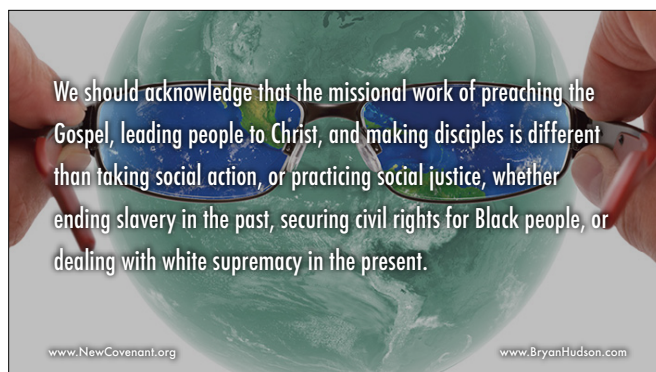 We should acknowledge that the missional work of preaching the
Gospel, leading people to Christ, and making disciples is different
than taking social action, or practicing social justice, whether
ending slavery in the past, securing civil rights for Black people, or
dealing with white supremacy in the present.
www.NewCovenant.org
www.BryanHudson.com